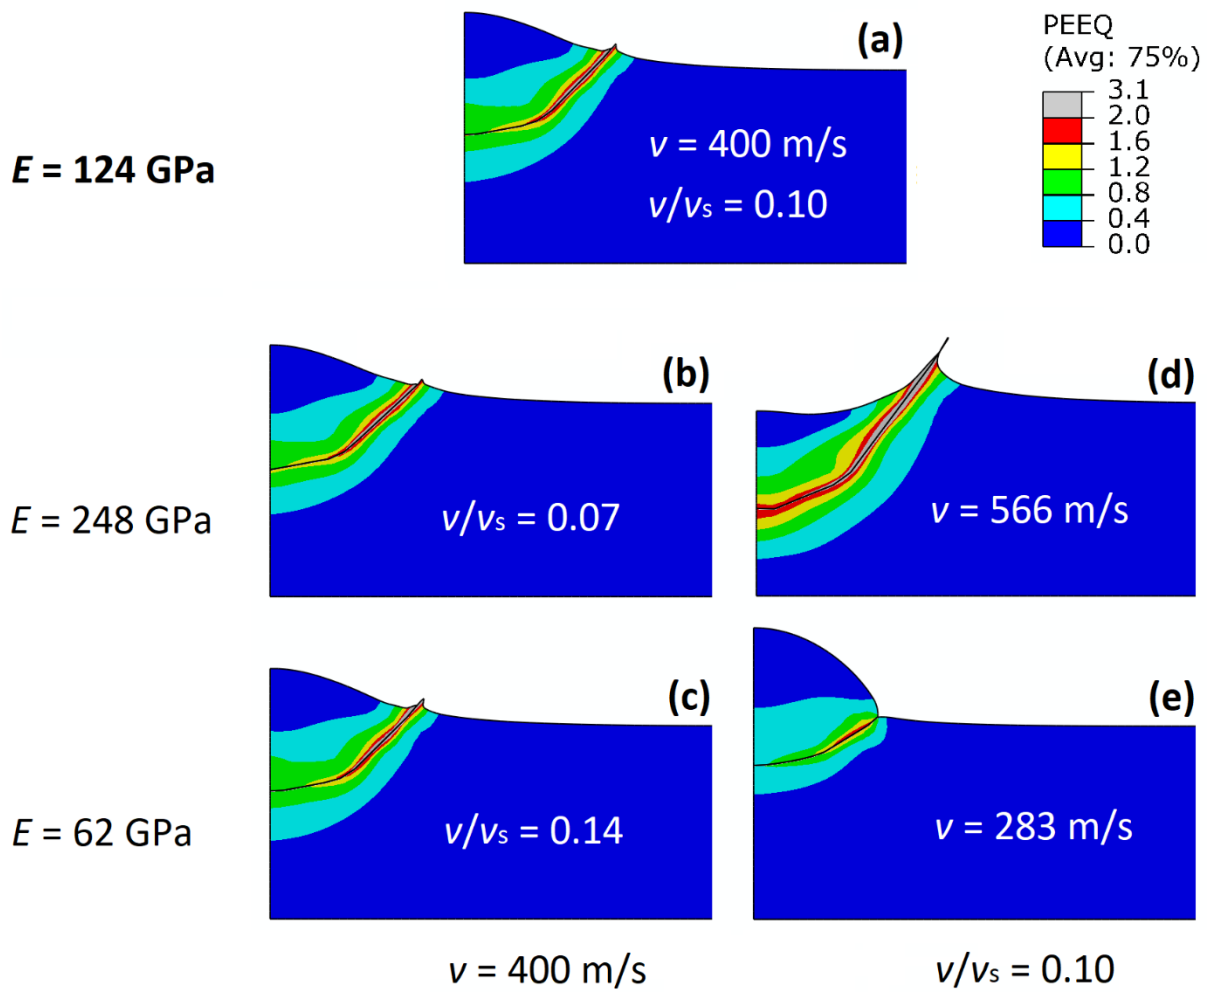 (a)
PEEQ
(Avg: 75%)
3.1
2.0
1.6
1.2
0.8
0.4
0.0
E = 124 GPa
v = 400 m/s
v/vs = 0.10
(b)
(d)
E = 248 GPa
v/vs = 0.07
v = 566 m/s
(c)
(e)
E = 62 GPa
v/vs = 0.14
v = 283 m/s
v = 400 m/s
v/vs = 0.10